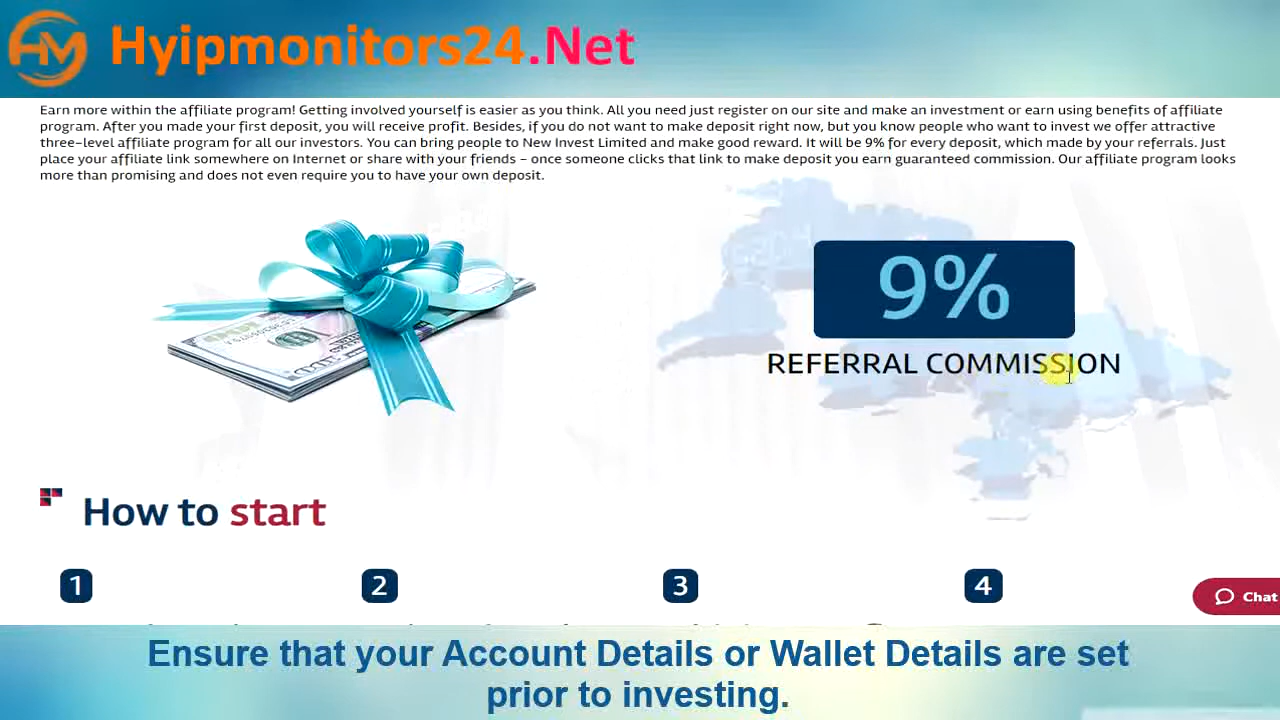 HM Hyipmonitors24.Net
Earn more within the affiliate program! Getting involved yourself is easier as you think. All you need just register on our site and make an investment or earn using benefits of affiliate
program. After you made your first deposit, you will receive profit. Besides, if you do not want to make deposit right now, but you know people who want to invest we offer attractive
three-level affiliate program for all our investors. You can bring people to New Invest Limited and make good reward. It will be 9% for every deposit, which made by your referrals. Just
place your affiliate link somewhere on Internet or share with your friends - once someone clicks that link to make deposit you earn guaranteed commission. Our affiliate program looks
more than promising and does not even require you to have your own deposit.
9%
REFERRAL COMMISSION
How to start
1 2 3 4
Chat
Ensure that your Account Details or Wallet Details are set
prior to investing.